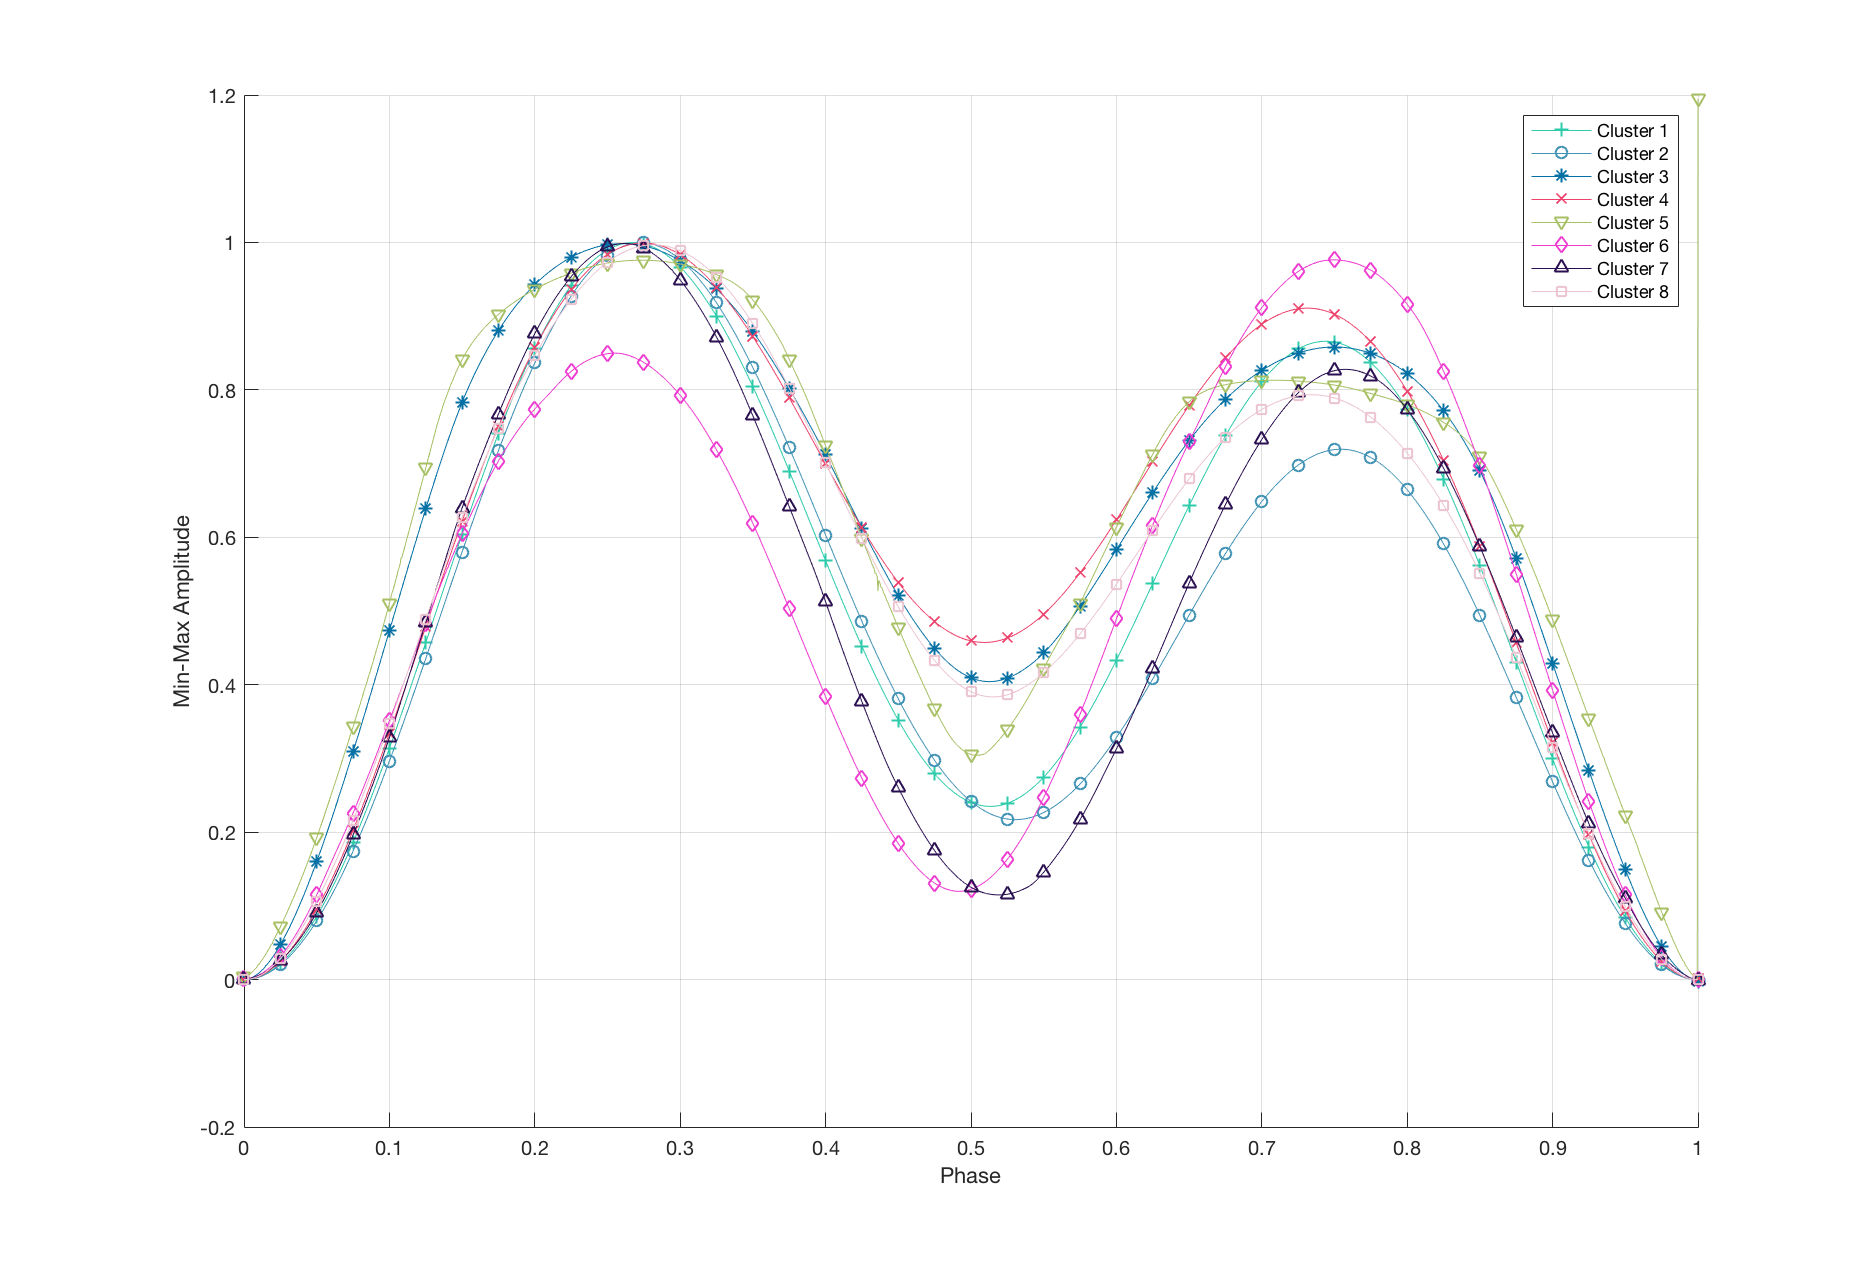 1.2
1
0.8
0.6
0.4
0.2
0
-0.2
Min-Max Amplitude
Cluster 1
Cluster 2
Cluster 3
Cluster 4
Cluster 5
Cluster 6
Cluster 7
Cluster 8
0 0.1 0.2 0.3 0.4 0.5 0.6 0.7 0.8 0.9 1
Phase